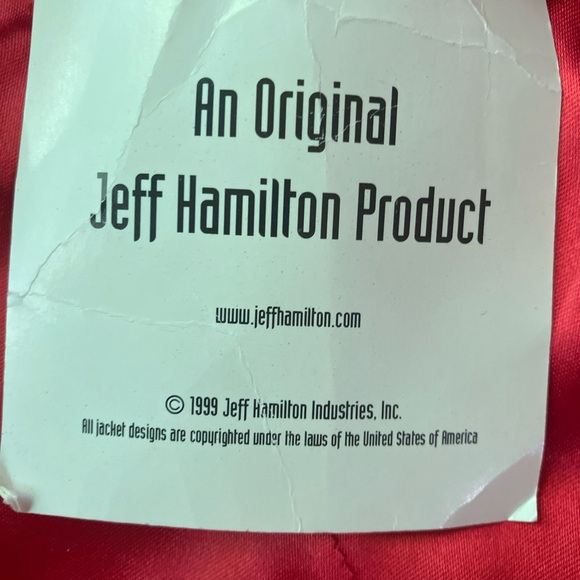 An Original
Jeff Hamilton Product
www.jeffhamilton.com
© 1999 Jeff Hamilton Industries, Inc.
All jacket designs are copyrighted under the laws of the United States of America